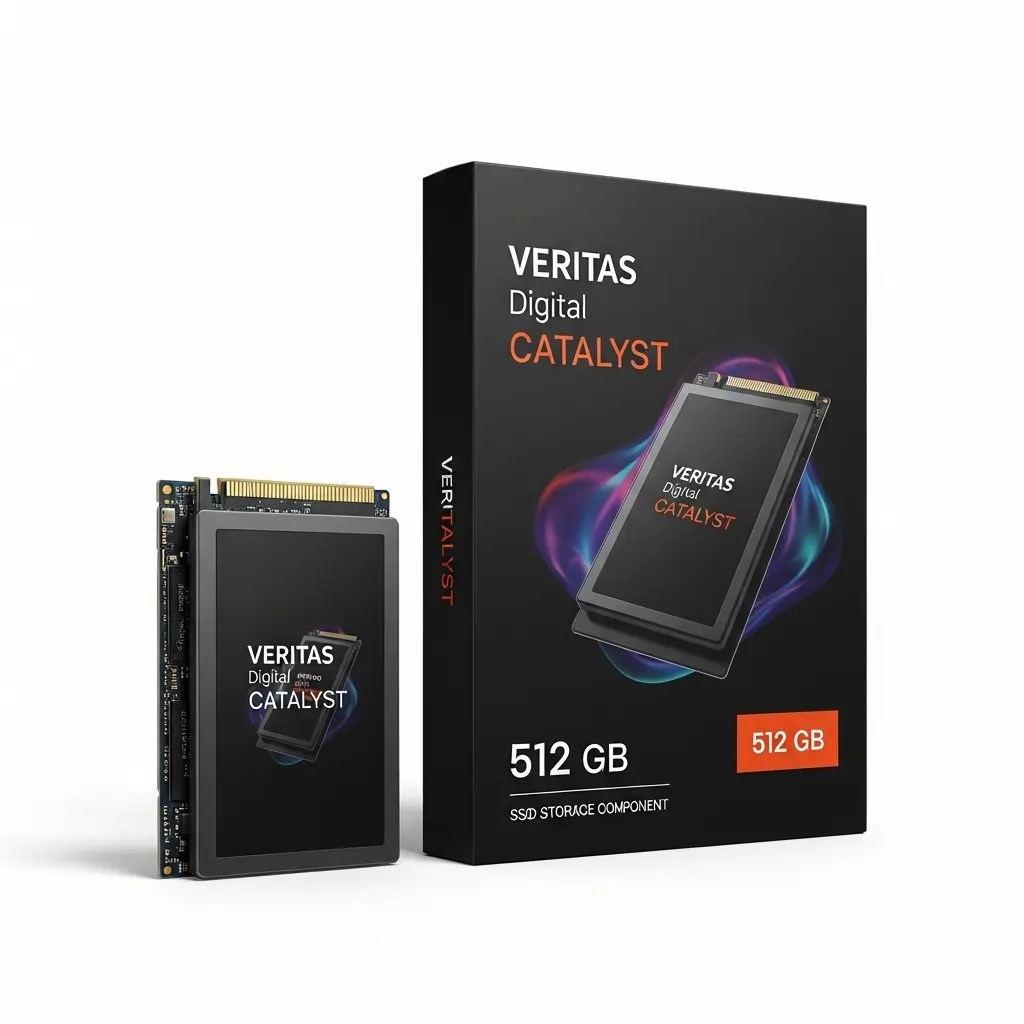 VERITAS
Digital
CATALYST
VERITALYST
VERITAS
Digital
CATALYST
512 GB
512 GB
SSD STORAGE COMPONENT
VERITAS
Digital
CATALYST